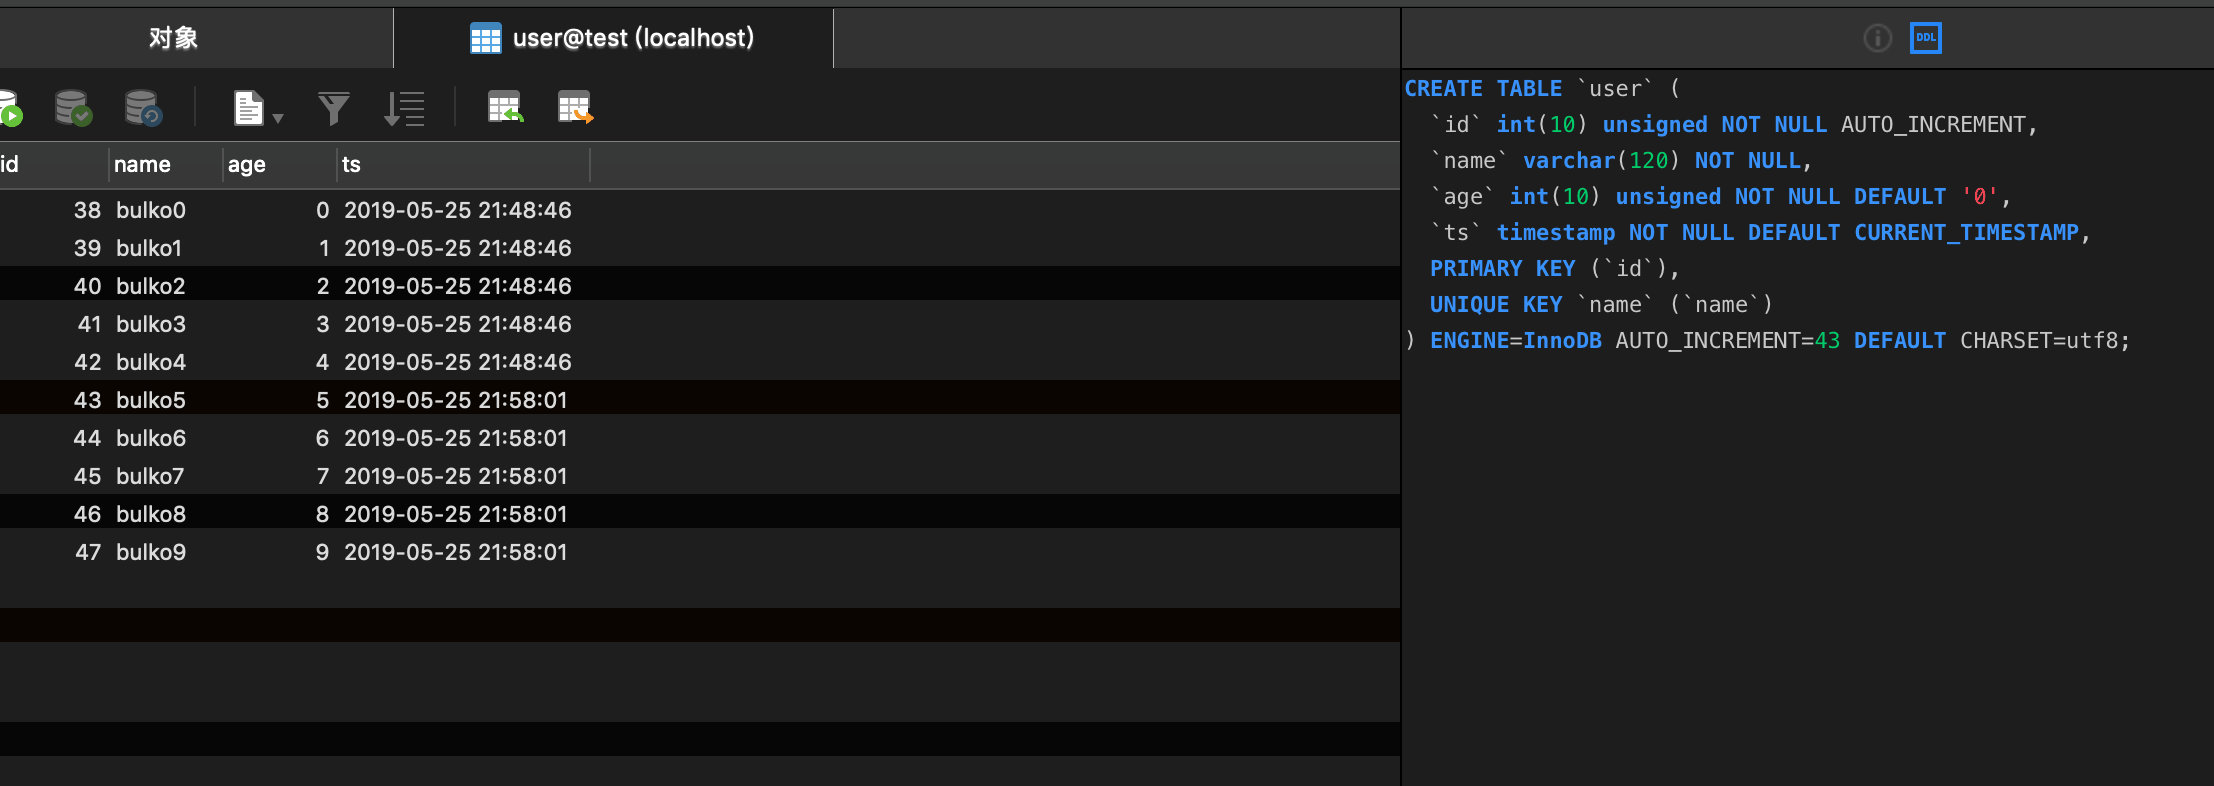 对象
user@test (localhost)
DDL
id name age ts
38 bulko0 0 2019-05-25 21:48:46
39 bulko1 1 2019-05-25 21:48:46
40 bulko2 2 2019-05-25 21:48:46
41 bulko3 3 2019-05-25 21:48:46
42 bulko4 4 2019-05-25 21:48:46
43 bulko5 5 2019-05-25 21:58:01
44 bulko6 6 2019-05-25 21:58:01
45 bulko7 7 2019-05-25 21:58:01
46 bulko8 8 2019-05-25 21:58:01
47 bulko9 9 2019-05-25 21:58:01
CREATE TABLE `user` (
  `id` int(10) unsigned NOT NULL AUTO_INCREMENT,
  `name` varchar(120) NOT NULL,
  `age` int(10) unsigned NOT NULL DEFAULT '0',
  `ts` timestamp NOT NULL DEFAULT CURRENT_TIMESTAMP,
  PRIMARY KEY (`id`),
  UNIQUE KEY `name` (`name`)
) ENGINE=InnoDB AUTO_INCREMENT=43 DEFAULT CHARSET=utf8;